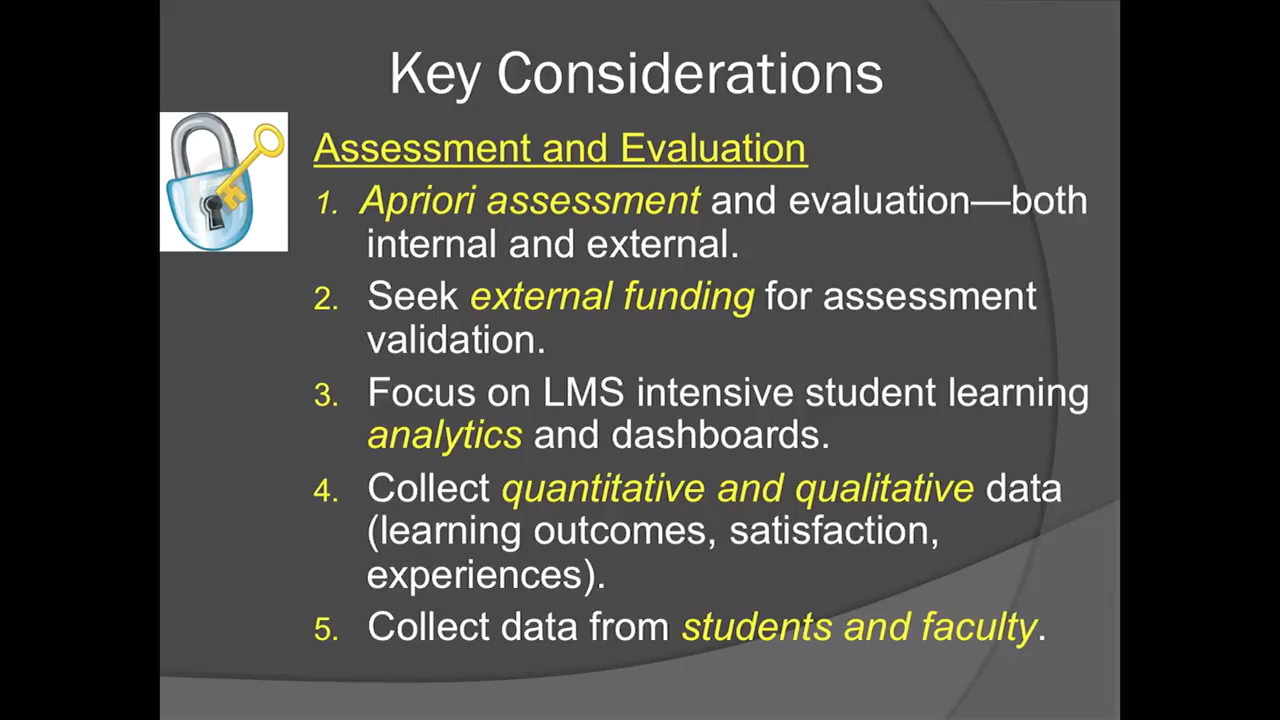 Key Considerations
Assessment and Evaluation
1. Apriori assessment and evaluation—both
internal and external.
2. Seek external funding for assessment
validation.
3. Focus on LMS intensive student learning
analytics and dashboards.
4. Collect quantitative and qualitative data
(learning outcomes, satisfaction,
experiences).
5. Collect data from students and faculty.